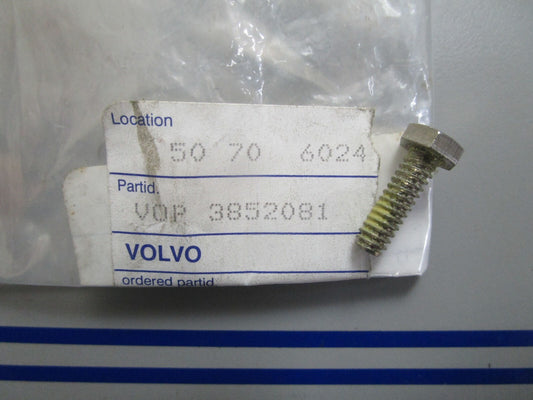 Location
50 70 6024
Partid.
VOP 3852081
VOLVO
ordered partid